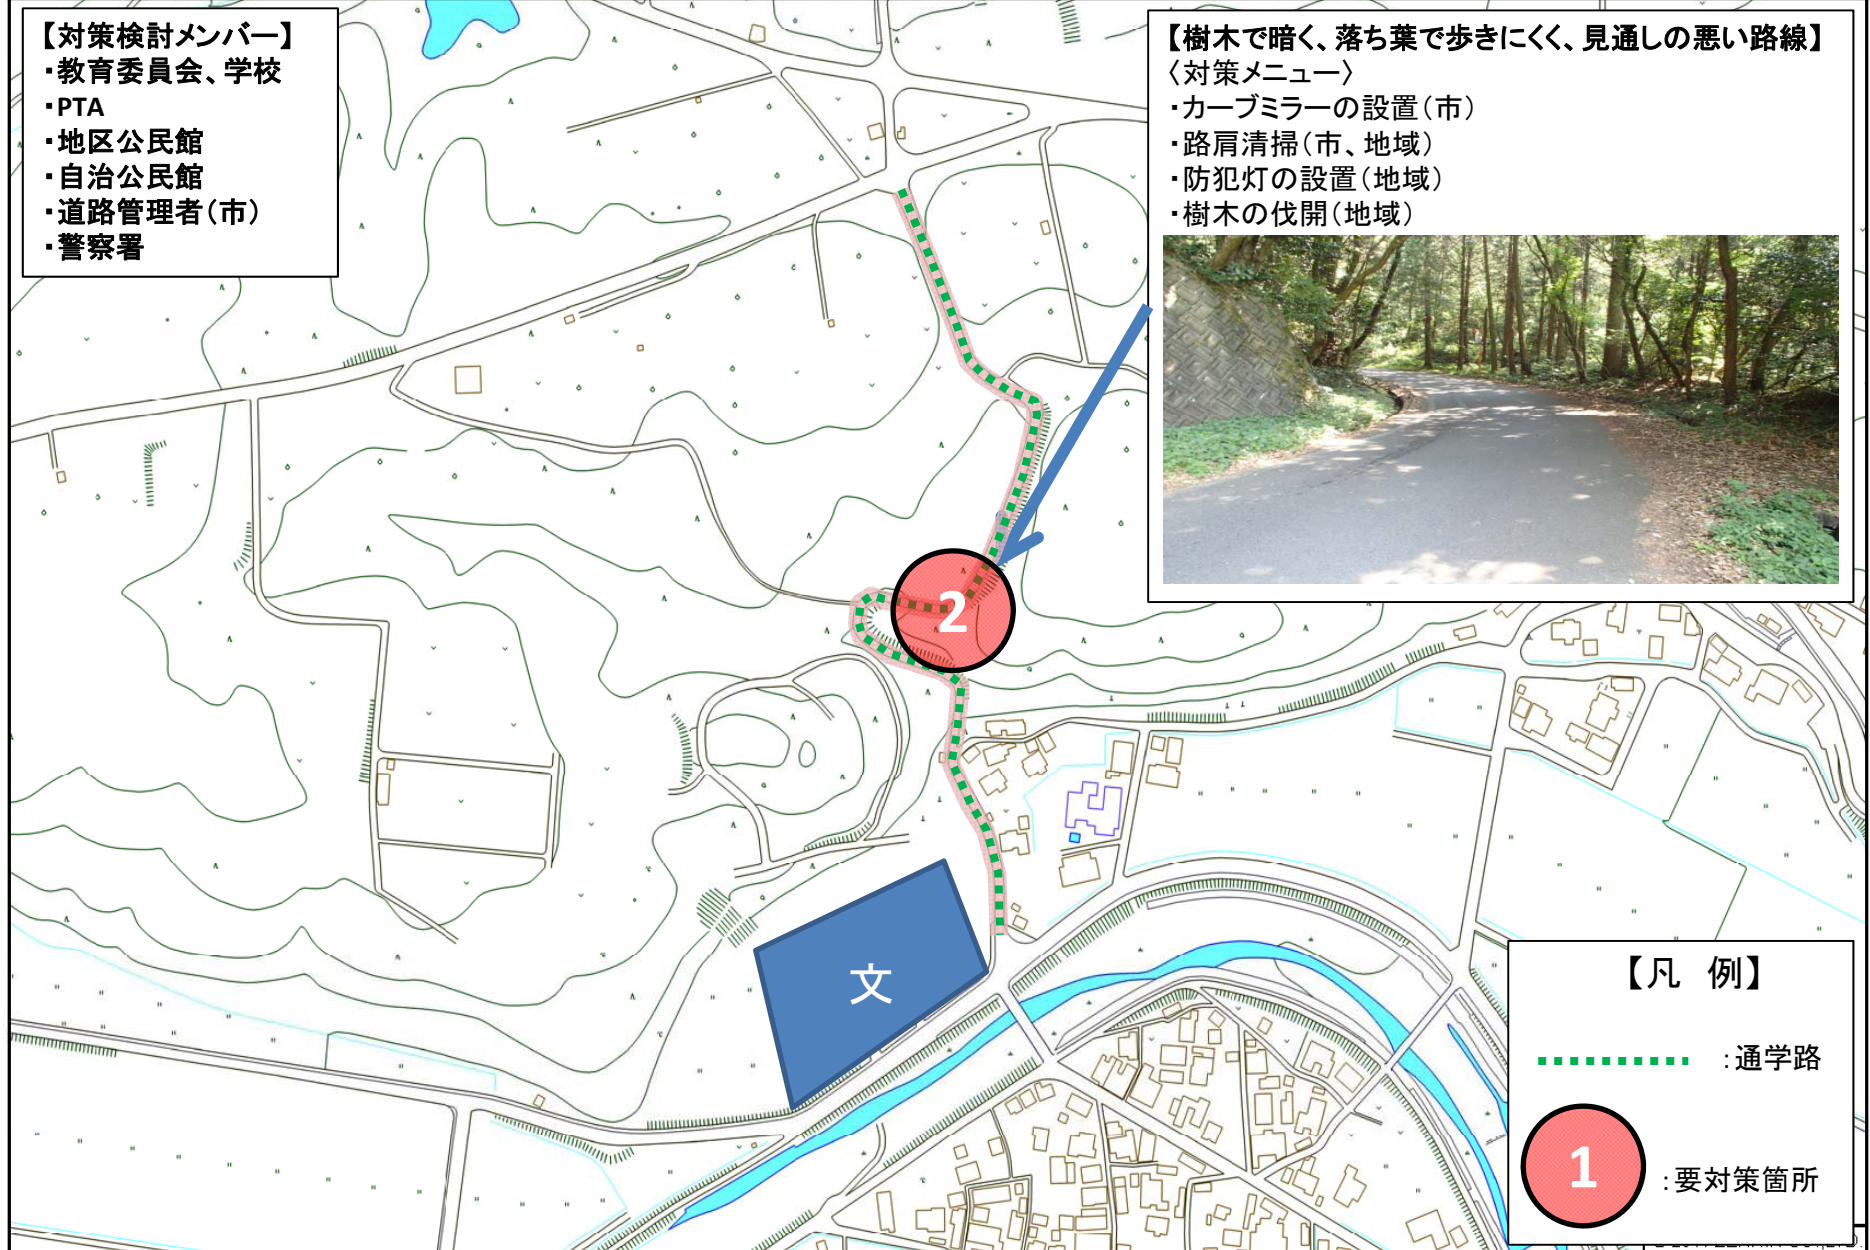 【対策検討メンバー】
・教育委員会、学校
・PTA
・地区公民館
・自治公民館
・道路管理者（市）
・警察署
【樹木で暗く、落ち葉で歩きにくく、見通しの悪い路線】
〈対策メニュー〉
・カーブミラーの設置（市）
・路肩清掃（市、地域）
・防犯灯の設置（地域）
・樹木の伐開（地域）
2
文
【凡　例】
：通学路
1
：要対策箇所